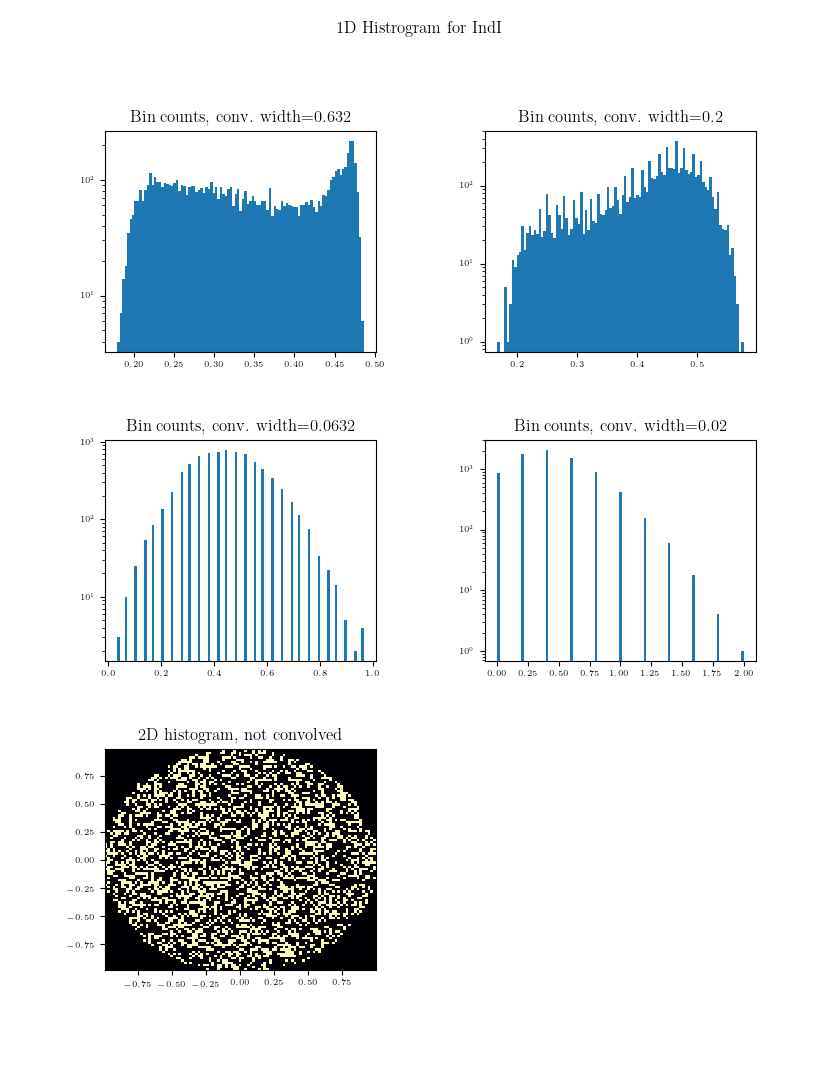 1D Histrogram for IndI
Bin counts, conv. width=0.632
10²
10¹
0.20 0.25 0.30 0.35 0.40 0.45 0.50
Bin counts, conv. width=0.2
10²
10¹
10⁰
0.2 0.3 0.4 0.5
Bin counts, conv. width=0.0632
10³
10²
10¹
0.0 0.2 0.4 0.6 0.8 1.0
Bin counts, conv. width=0.02
10³
10²
10¹
10⁰
0.00 0.25 0.50 0.75 1.00 1.25 1.50 1.75 2.00
2D histogram, not convolved
0.75
0.50
0.25
0.00
−0.25
−0.50
−0.75
−0.75 −0.50 −0.25 0.00 0.25 0.50 0.75